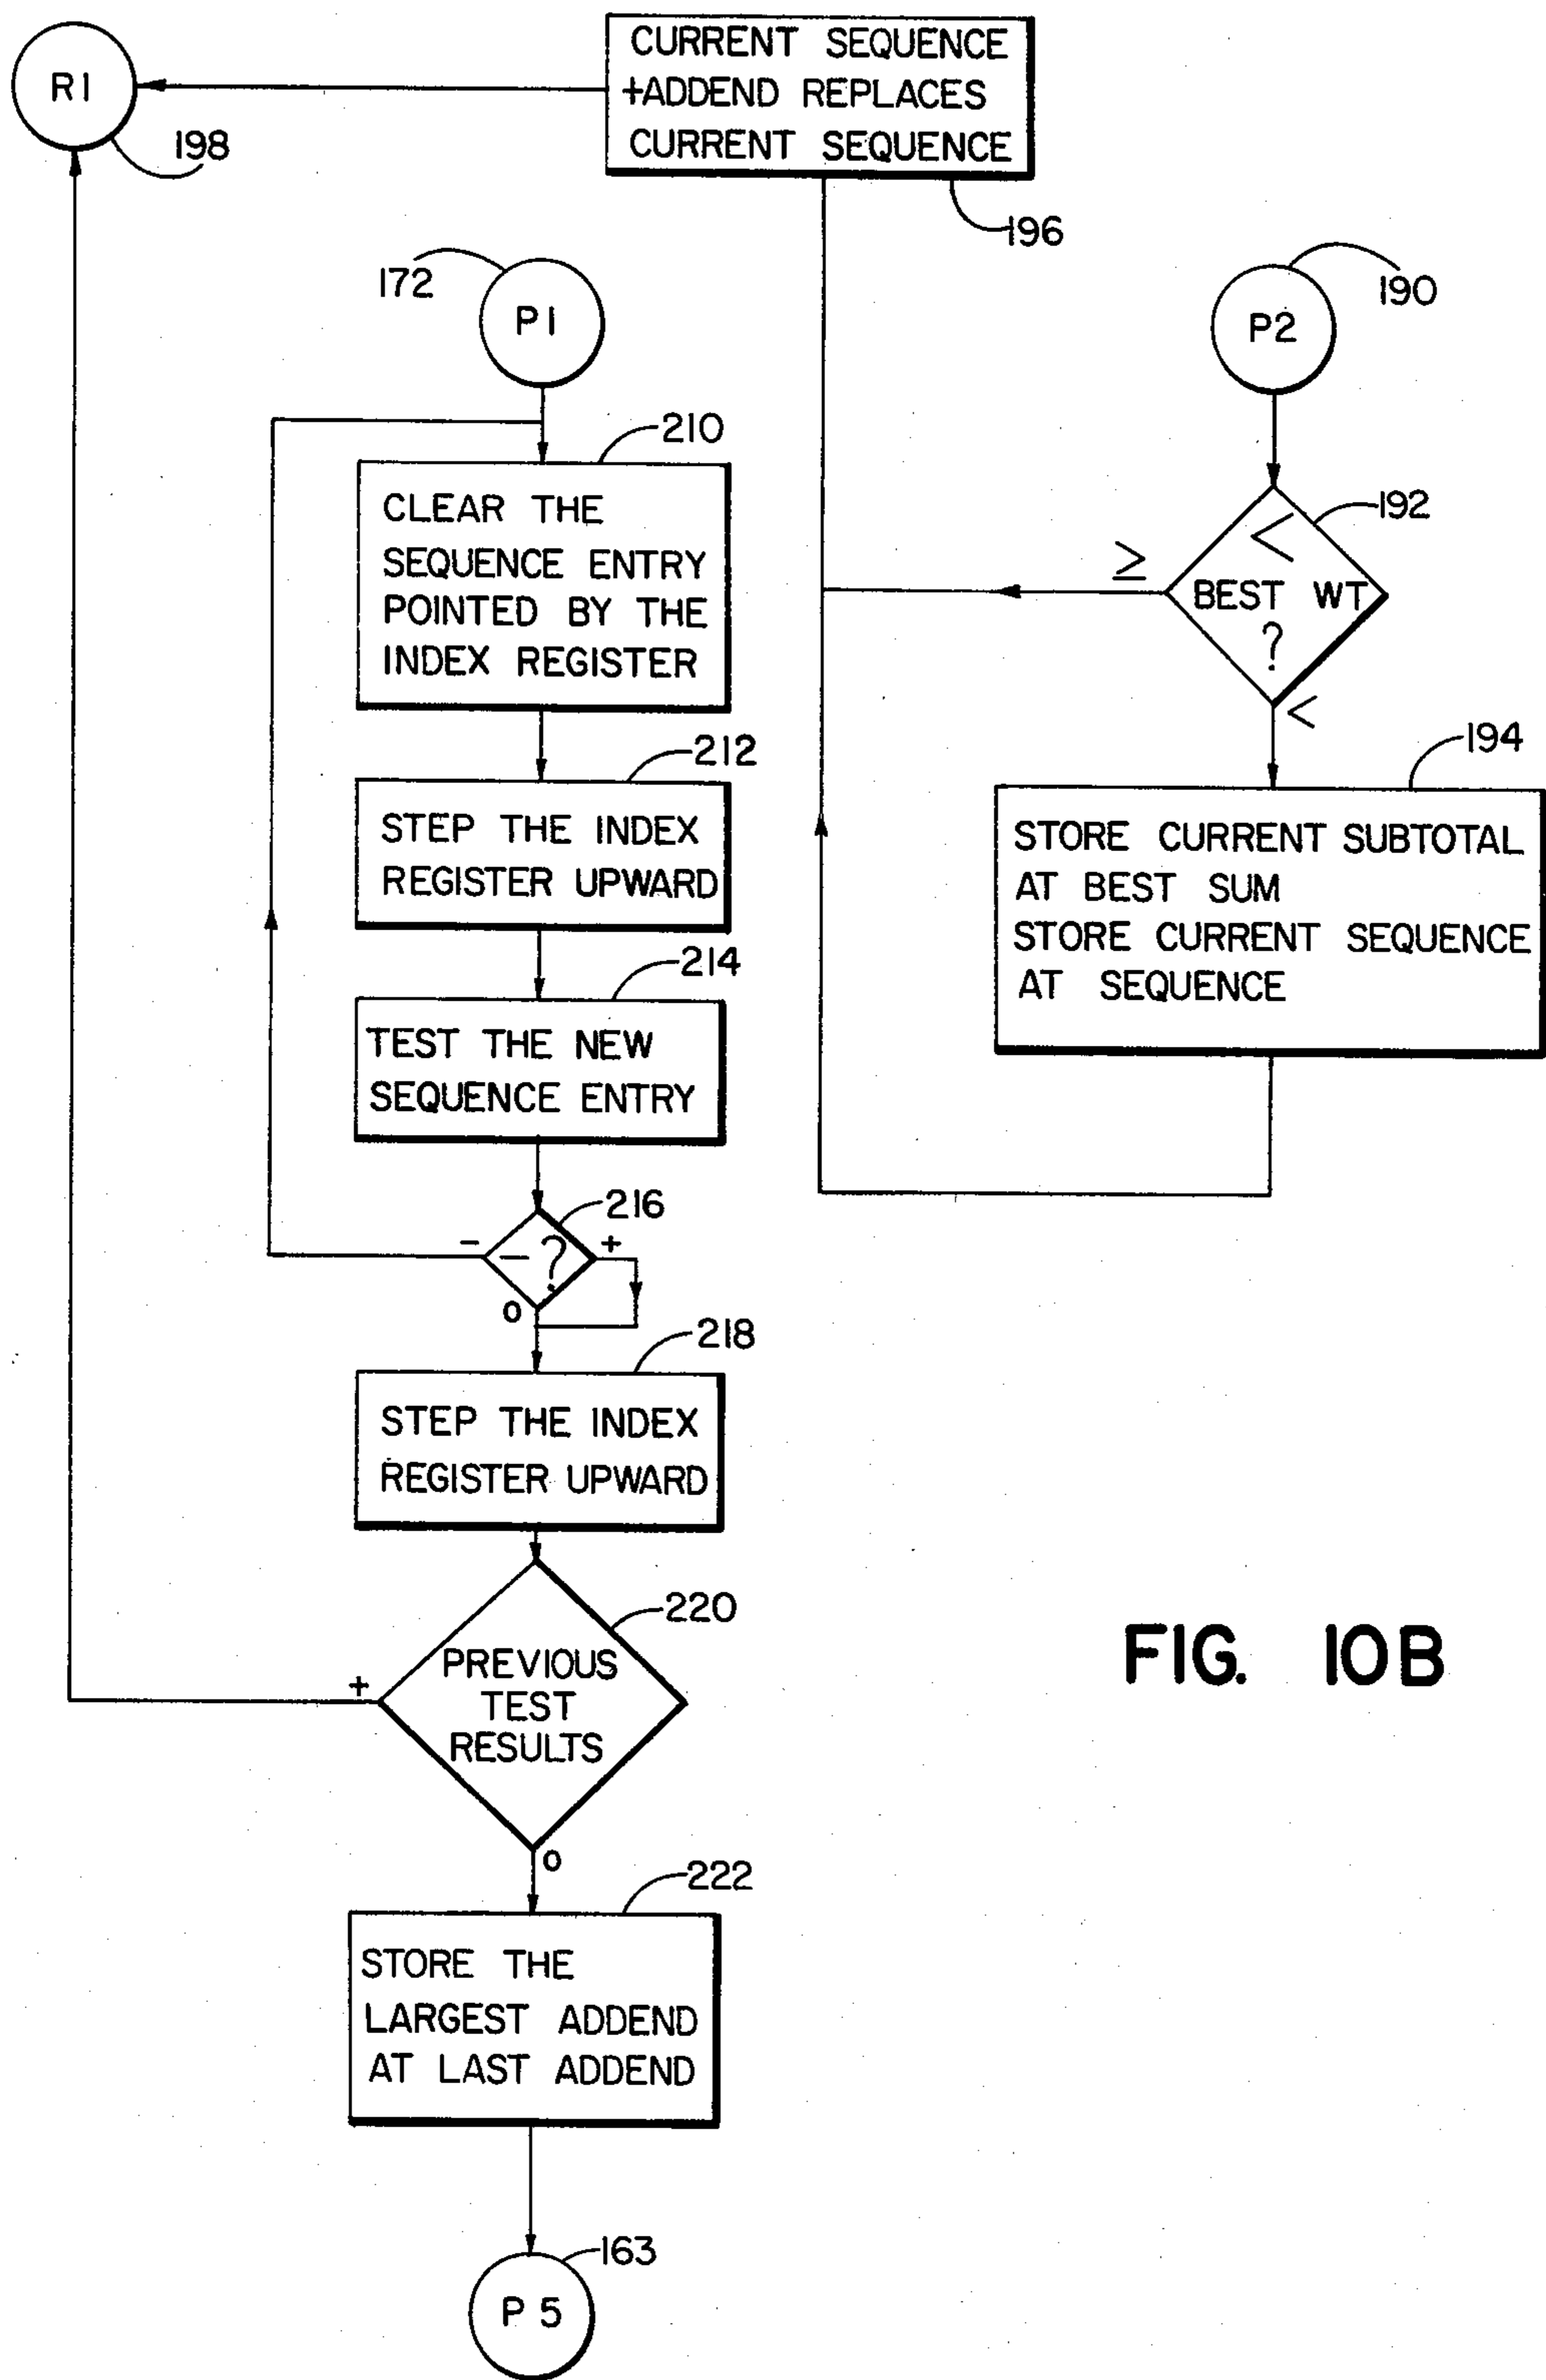 R1
198
CURRENT SEQUENCE
+ADDEND REPLACES
CURRENT SEQUENCE
196
172
P1
190
P2
210
CLEAR THE
SEQUENCE ENTRY
POINTED BY THE
INDEX REGISTER
192
<
BEST WT
?
≥
<
212
STEP THE INDEX
REGISTER UPWARD
194
STORE CURRENT SUBTOTAL
AT BEST SUM
STORE CURRENT SEQUENCE
AT SEQUENCE
214
TEST THE NEW
SEQUENCE ENTRY
216
- -? +
0
218
STEP THE INDEX
REGISTER UPWARD
220
PREVIOUS
TEST
RESULTS
+
0
FIG. 10B
222
STORE THE
LARGEST ADDEND
AT LAST ADDEND
163
P 5